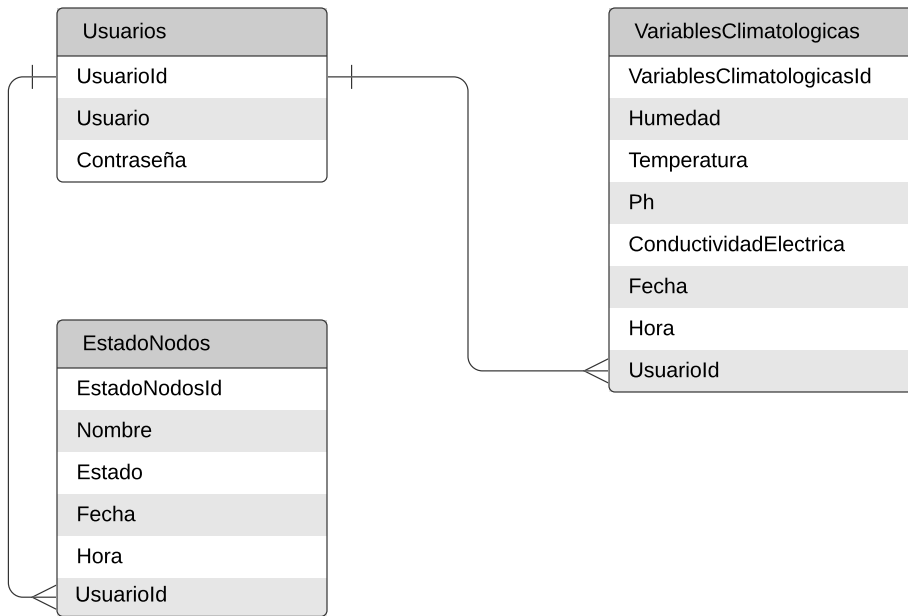 Usuarios
UsuarioId
Usuario
Contraseña
EstadoNodos
EstadoNodosId
Nombre
Estado
Fecha
Hora
UsuarioId
VariablesClimatologicas
VariablesClimatologicasId
Humedad
Temperatura
Ph
ConductividadElectrica
Fecha
Hora
UsuarioId